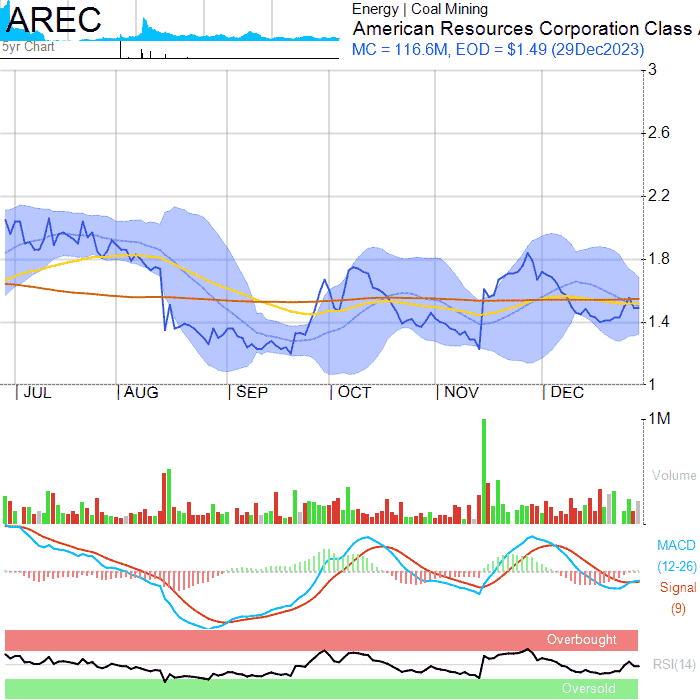 AREC
5yr Chart
Energy | Coal Mining
American Resources Corporation Class
MC = 116.6M, EOD = $1.49 (29Dec2023)
3
2.6
2.2
1.8
1.4
1
JUL AUG SEP OCT NOV DEC
1M
Volume
MACD
(12-26)
Signal
(9)
Overbought
RSI(14)
Oversold